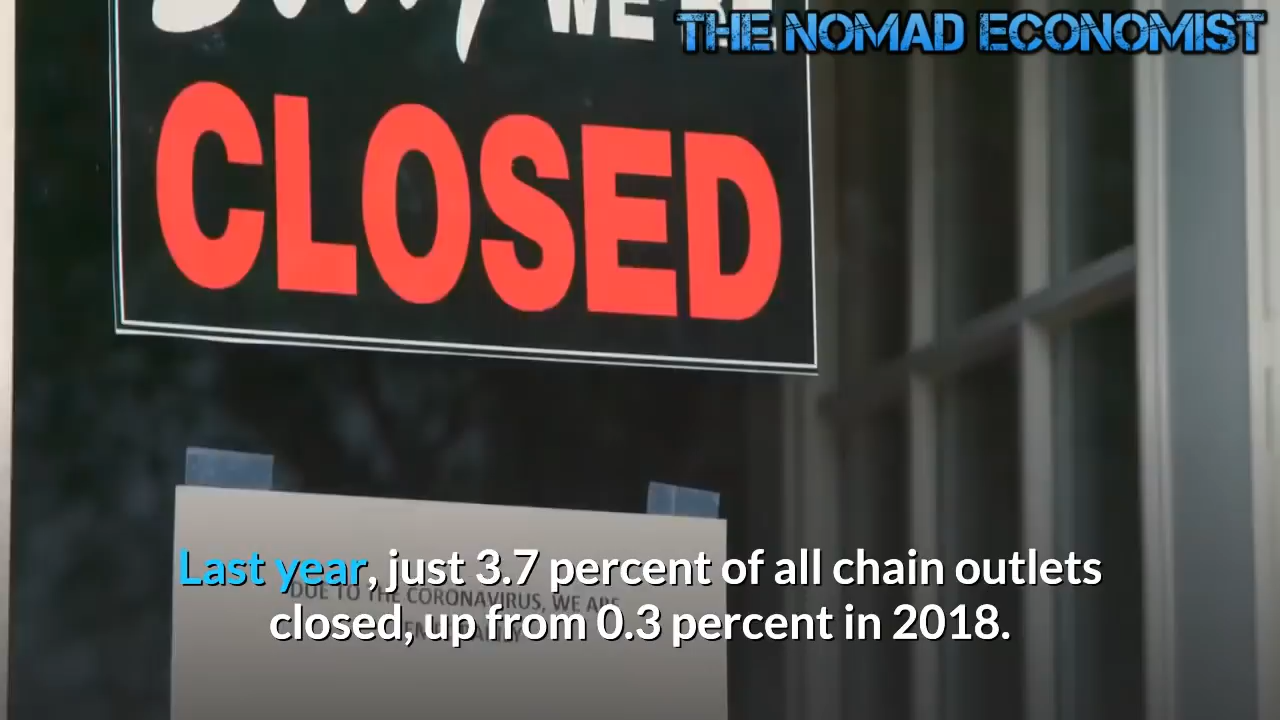 WE'RE
THE NOMAD ECONOMIST
CLOSED
DUE TO THE CORONAVIRUS, WE ARE
Last year, just 3.7 percent of all chain outlets
closed, up from 0.3 percent in 2018.